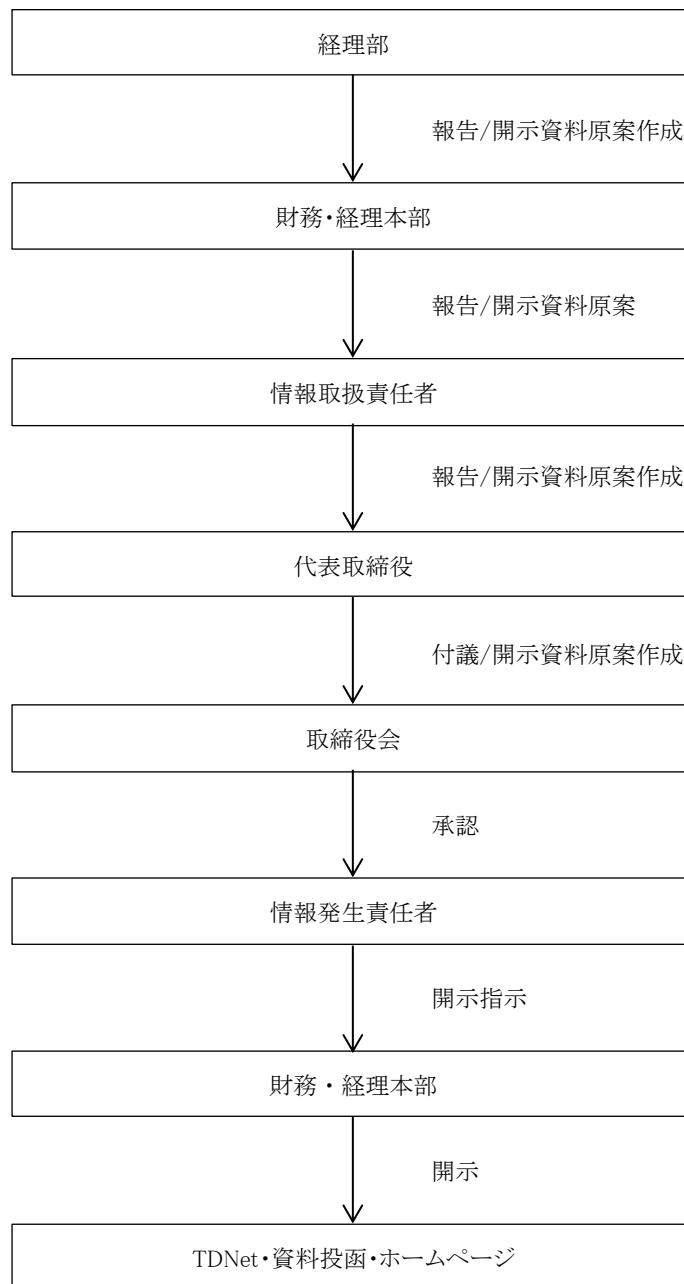 経理部
報告/開示資料原案作成
財務・経理本部
報告/開示資料原案
情報取扱責任者
報告/開示資料原案作成
代表取締役
付議/開示資料原案作成
取締役会
承認
情報発生責任者
開示指示
財務・経理本部
開示
TDNet・資料投函・ホームページ